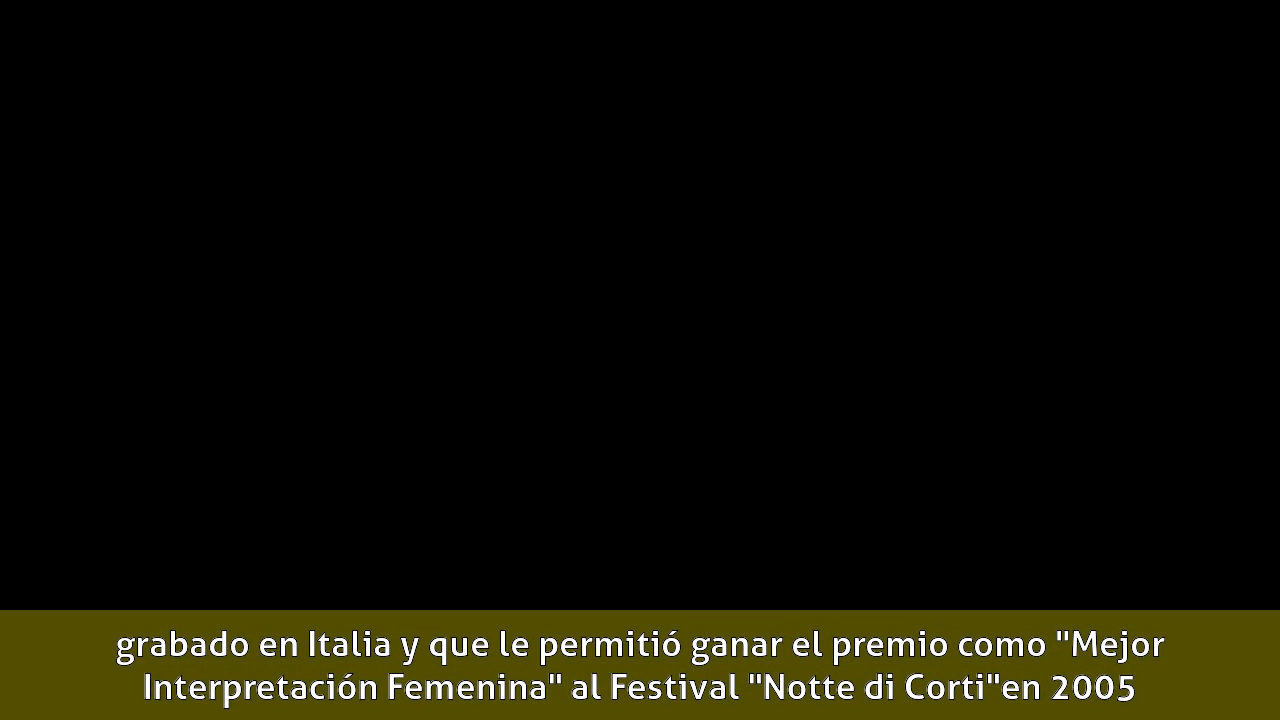 grabado en Italia y que le permitió ganar el premio como "Mejor
Interpretación Femenina" al Festival "Notte di Corti"en 2005